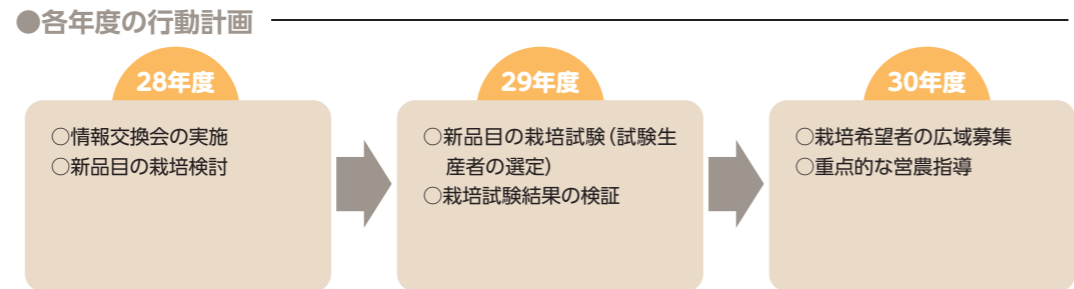 ●各年度の行動計画
28年度
○情報交換会の実施
○新品目の栽培検討
29年度
○新品目の栽培試験（試験生
産者の選定）
○栽培試験結果の検証
30年度
○栽培希望者の広域募集
○重点的な営農指導